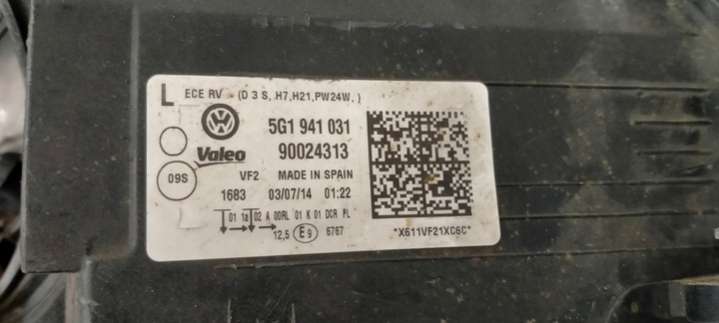 L ECE RV - (D 3 S, H7,H21,PW24W, )
5G1 941 031
Valeo 90024313
09S VF2 MADE IN SPAIN
1683 03/07/14 01:22
01 1a 02 A 00RL 01 K 01 DCR PL
12,5 E9 6767
*X611VF21XC6C*